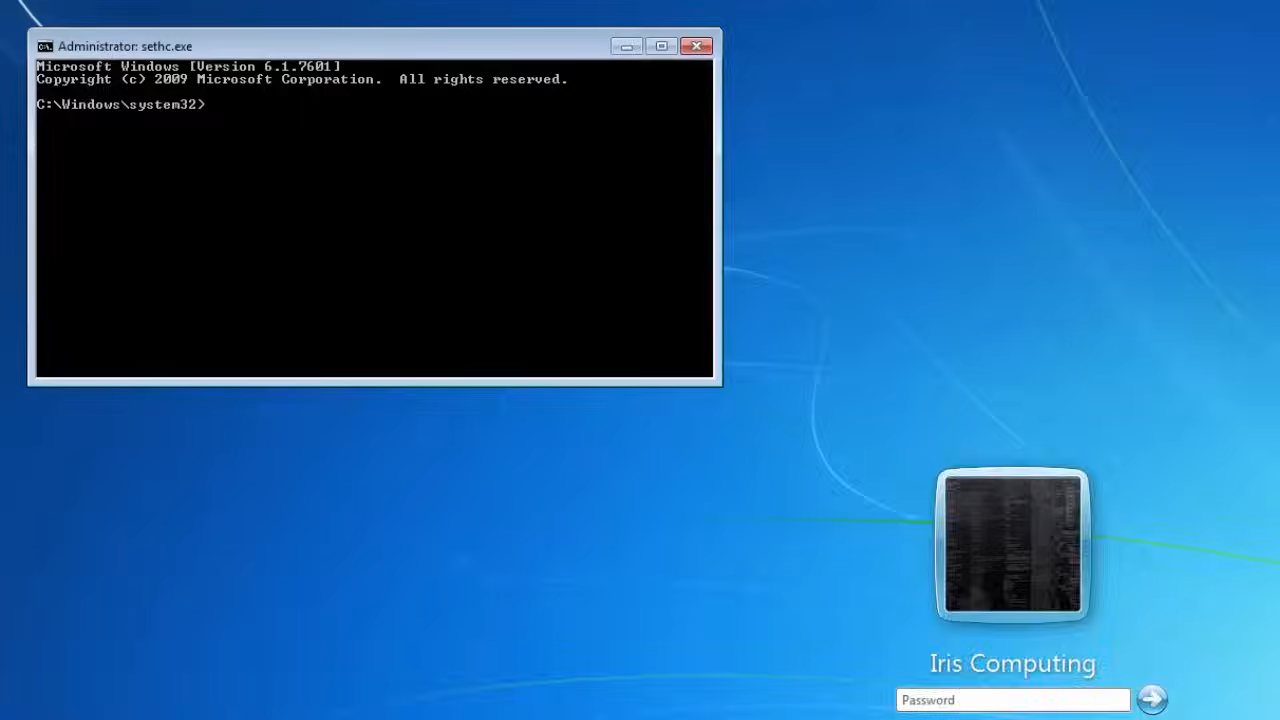 Administrator: sethc.exe
Microsoft Windows [Version 6.1.7601]
Copyright (c) 2009 Microsoft Corporation.  All rights reserved.
C:\Windows\system32>
Iris Computing
Password